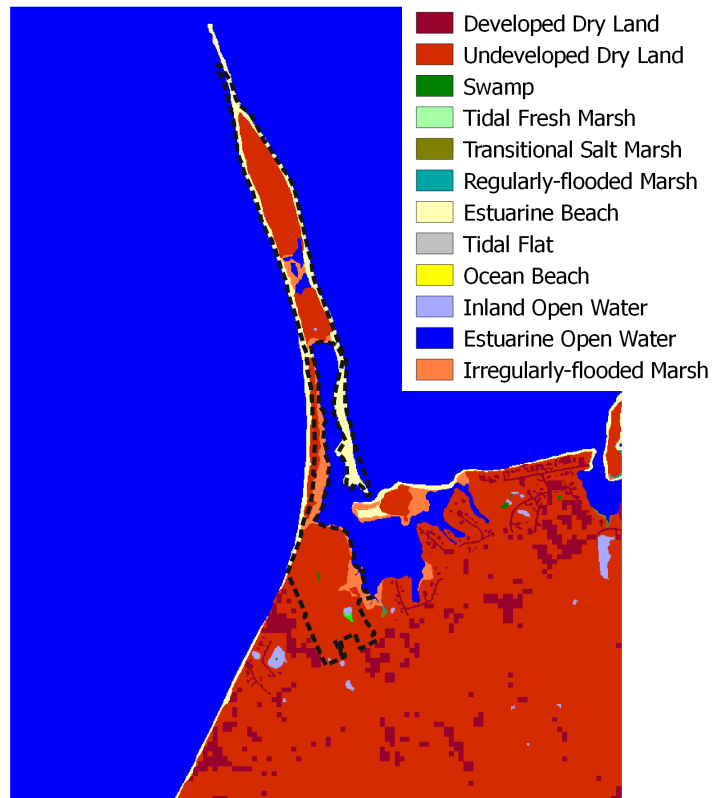 Developed Dry Land
Undeveloped Dry Land
Swamp
Tidal Fresh Marsh
Transitional Salt Marsh
Regularly-flooded Marsh
Estuarine Beach
Tidal Flat
Ocean Beach
Inland Open Water
Estuarine Open Water
Irregularly-flooded Marsh